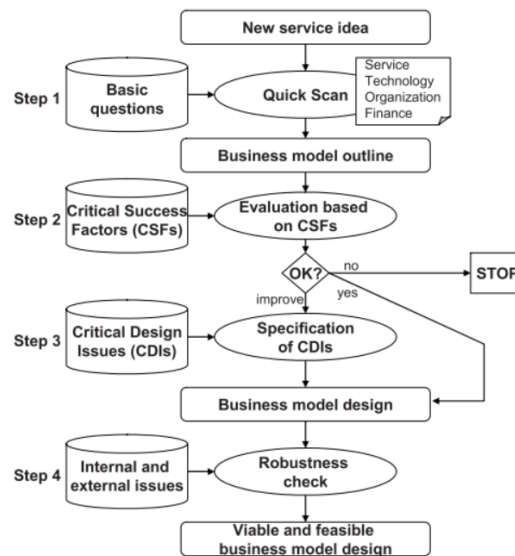 New service idea
Service
Technology
Organization
Finance
Step 1
Basic
questions
Quick Scan
Business model outline
Step 2
Critical Success
Factors (CSFs)
Evaluation based
on CSFs
OK?
no
STOP
improve
yes
Step 3
Critical Design
Issues (CDIs)
Specification
of CDIs
Business model design
Step 4
Internal and
external issues
Robustness
check
Viable and feasible
business model design